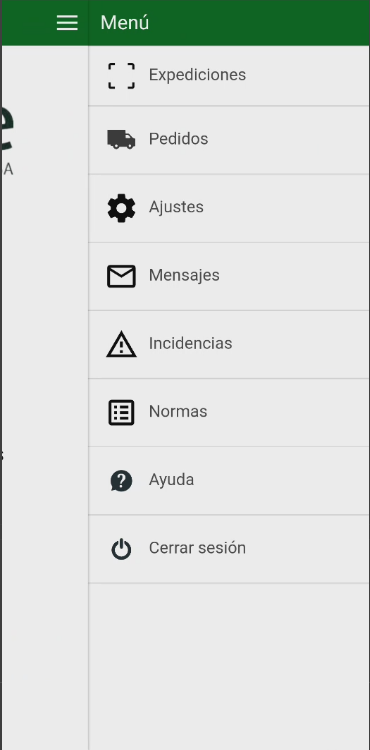 Menú
e
A
Expediciones
Pedidos
Ajustes
Mensajes
Incidencias
Normas
Ayuda
Cerrar sesión